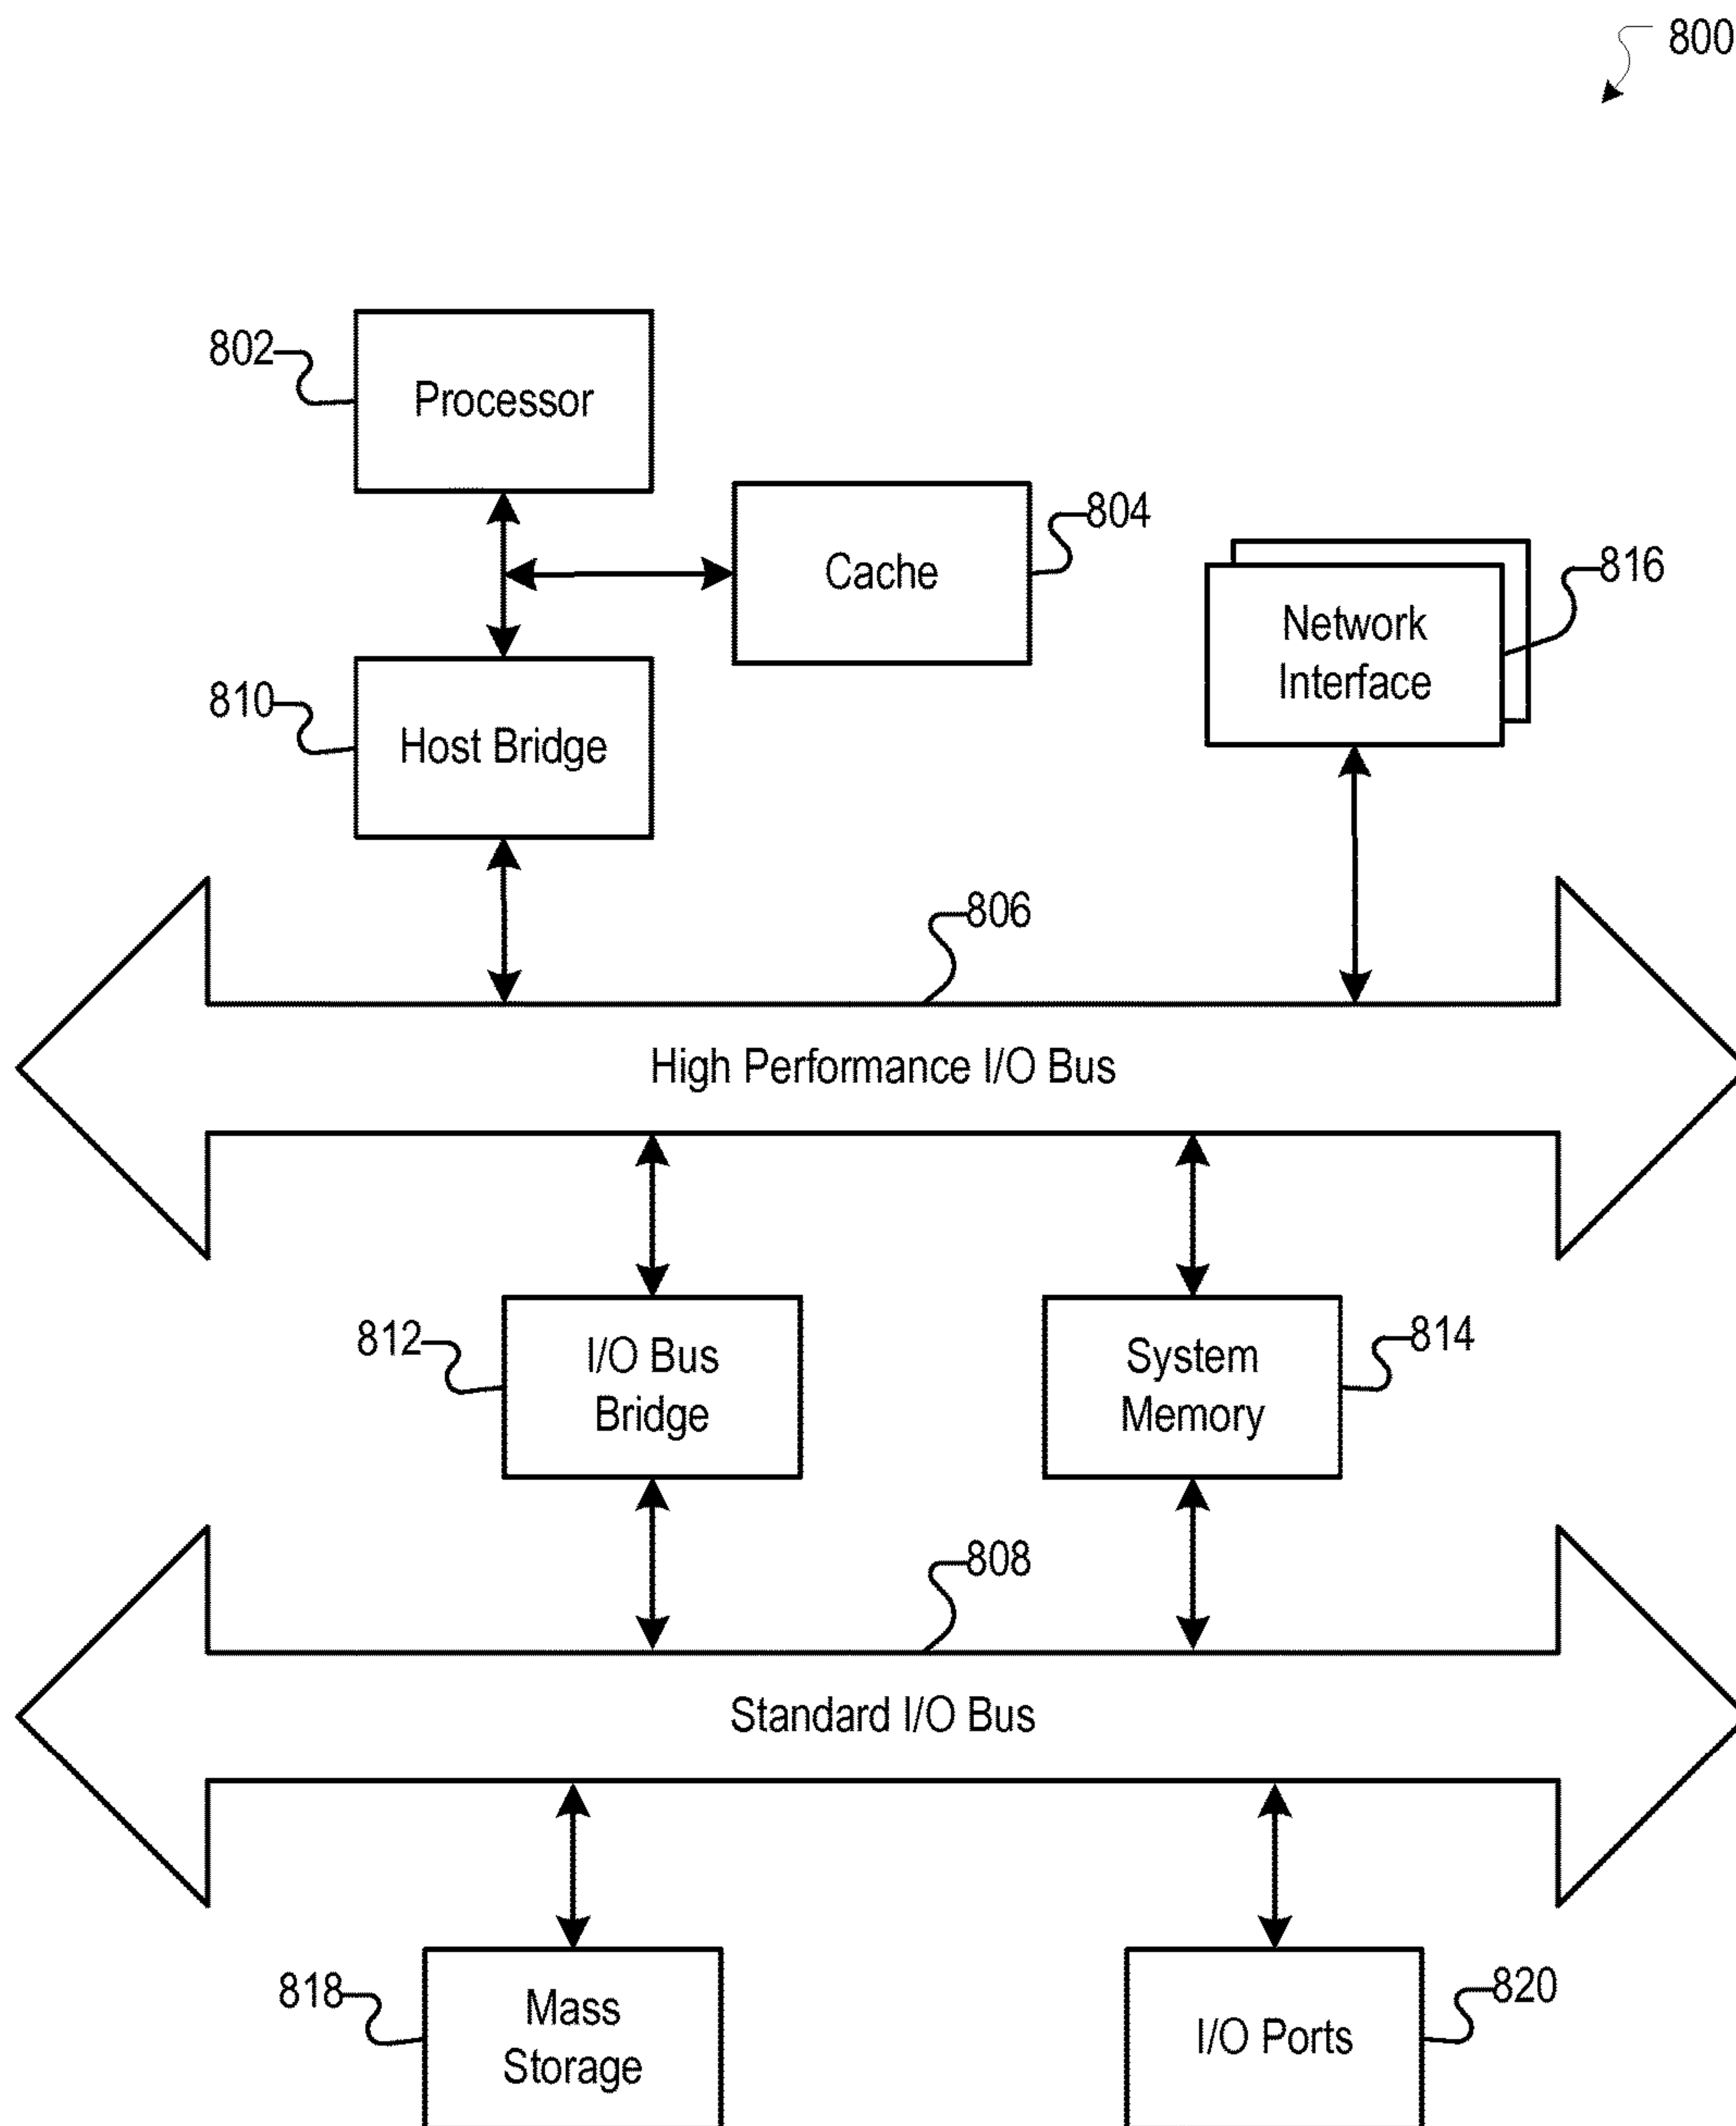 800
802
Processor
804
Cache
816
Network
Interface
810
Host Bridge
806
High Performance I/O Bus
812
I/O Bus
Bridge
System
Memory
814
808
Standard I/O Bus
818
Mass
Storage
I/O Ports
820